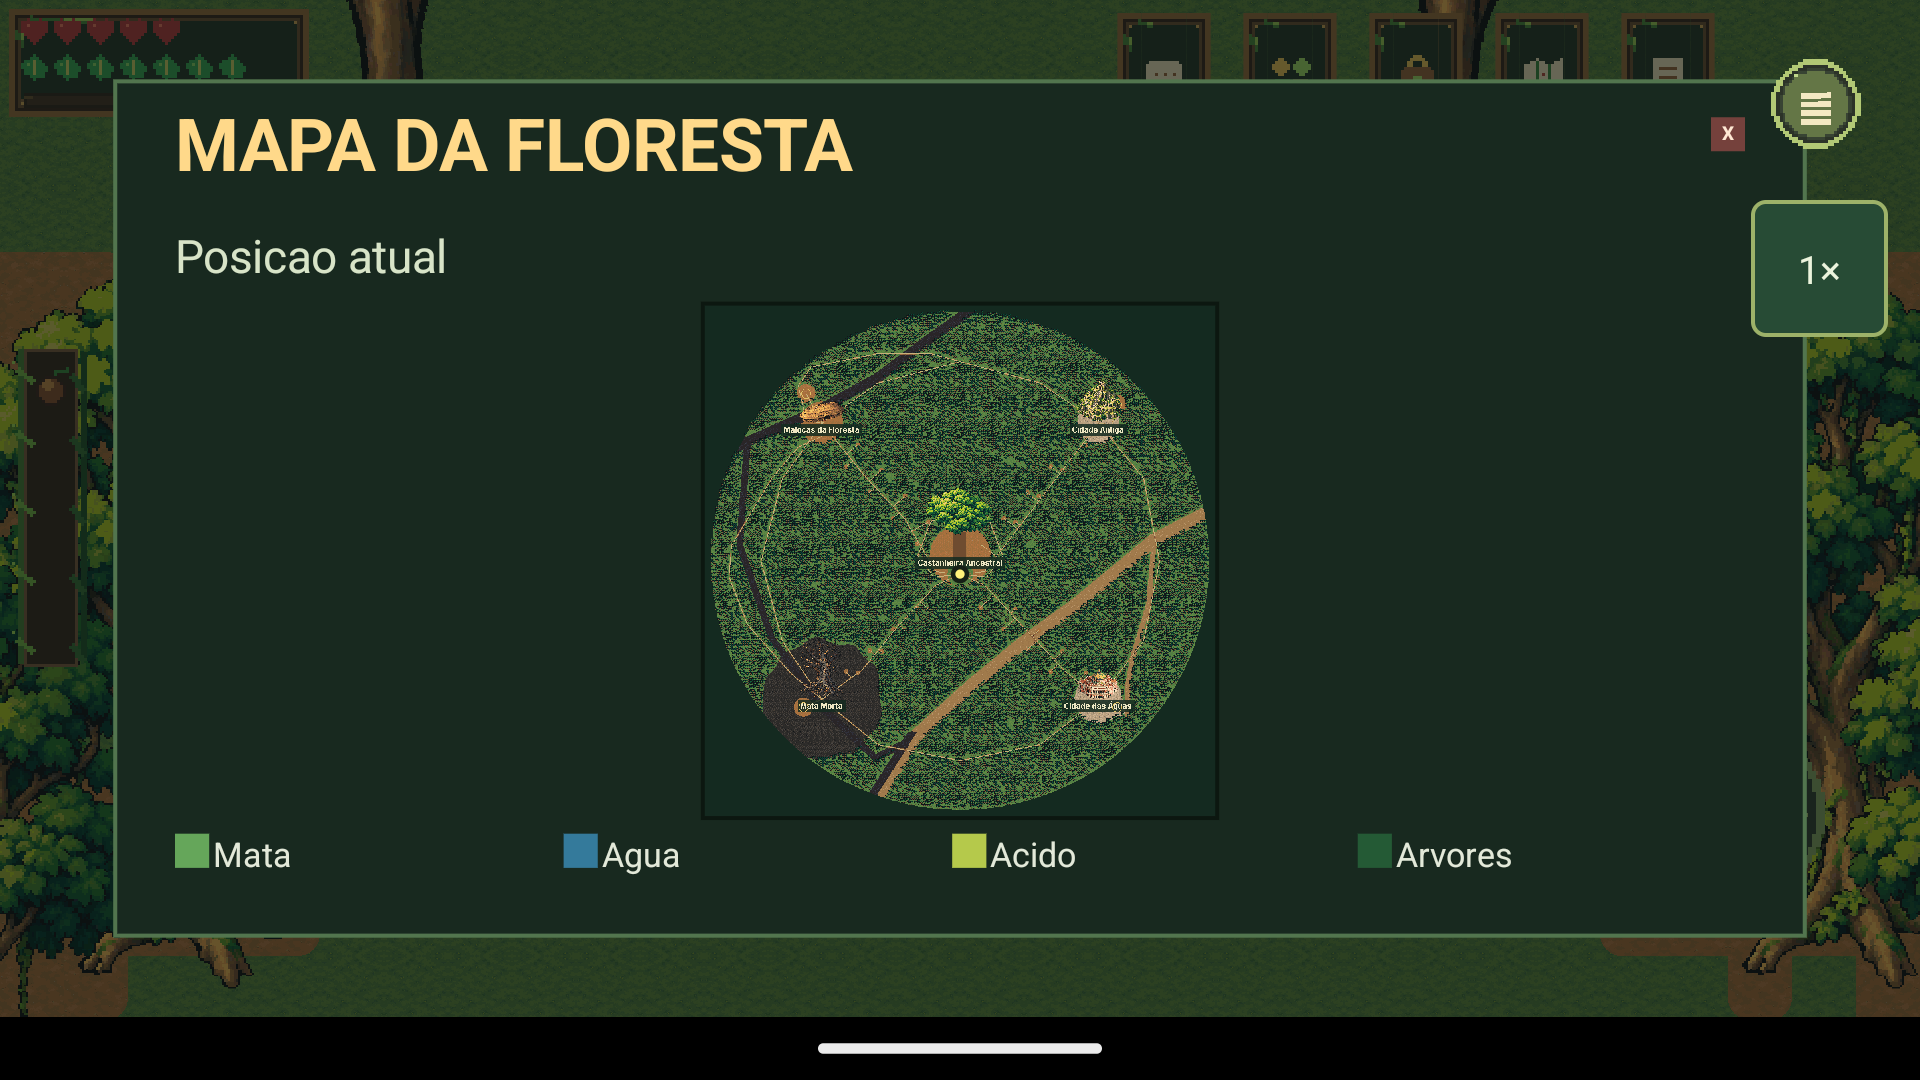 MAPA DA FLORESTA
X
Posicao atual
1×
Malocas da Floresta
Cidade Antiga
Castanheira Ancestral
Mata Morta
Cidade das Aguas
Mata
Agua
Acido
Arvores